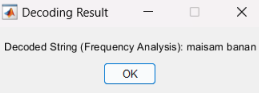 Decoding Result
Decoded String (Frequency Analysis): maisam banan
OK